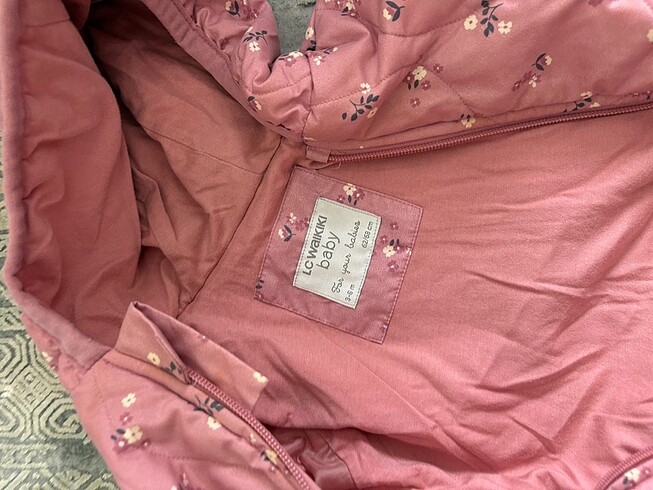 LC WAIKIKI
baby
For your babies
3-6 m 62/68 cm